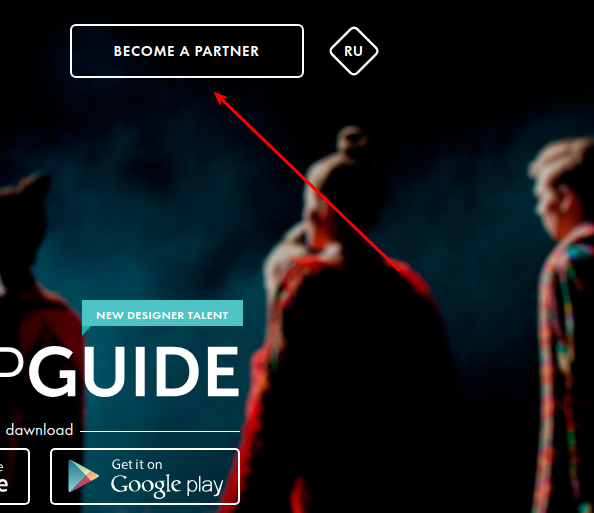 BECOME A PARTNER
RU
NEW DESIGNER TALENT
PGUIDE
dawnload
e
e
Get it on
Google play